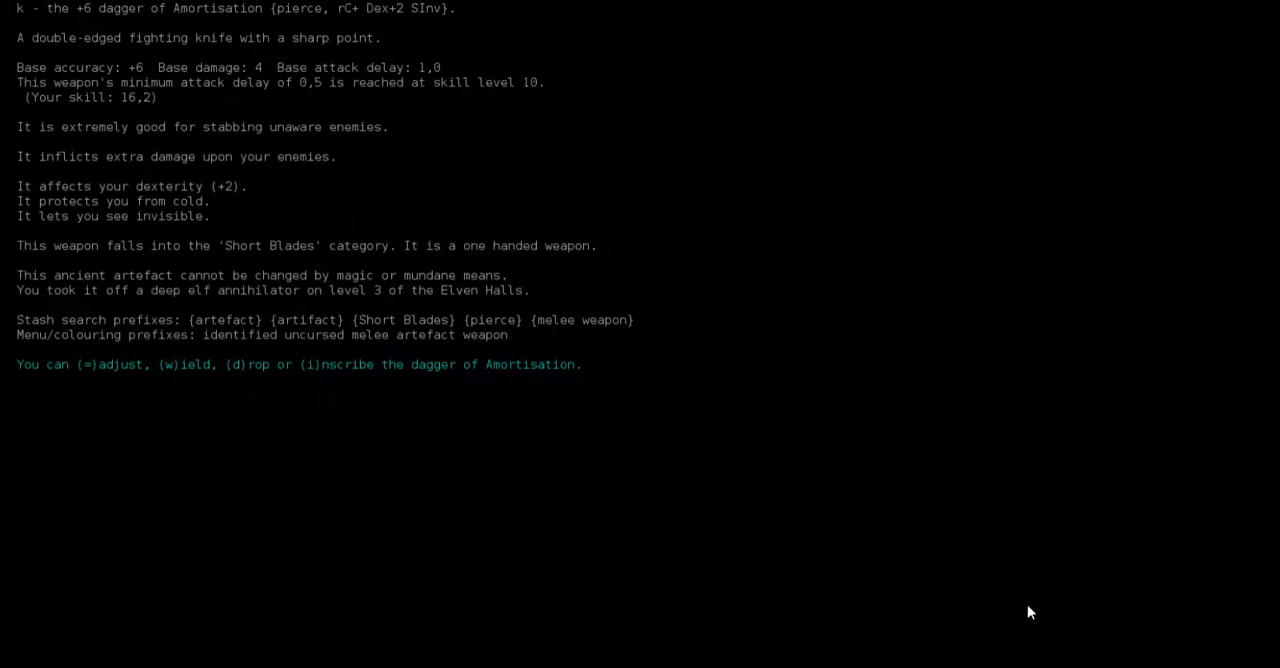 k - the +6 dagger of Amortisation {pierce, rC+ Dex+2 SInv}.
A double-edged fighting knife with a sharp point.
Base accuracy: +6  Base damage: 4  Base attack delay: 1,0
This weapon's minimum attack delay of 0,5 is reached at skill level 10.
(Your skill: 16,2)
It is extremely good for stabbing unaware enemies.
It inflicts extra damage upon your enemies.
It affects your dexterity (+2).
It protects you from cold.
It lets you see invisible.
This weapon falls into the 'Short Blades' category. It is a one handed weapon.
This ancient artefact cannot be changed by magic or mundane means.
You took it off a deep elf annihilator on level 3 of the Elven Halls.
Stash search prefixes: {artefact} {artifact} {Short Blades} {pierce} {melee weapon}
Menu/colouring prefixes: identified uncursed melee artefact weapon
You can (=)adjust, (w)ield, (d)rop or (i)nscribe the dagger of Amortisation.